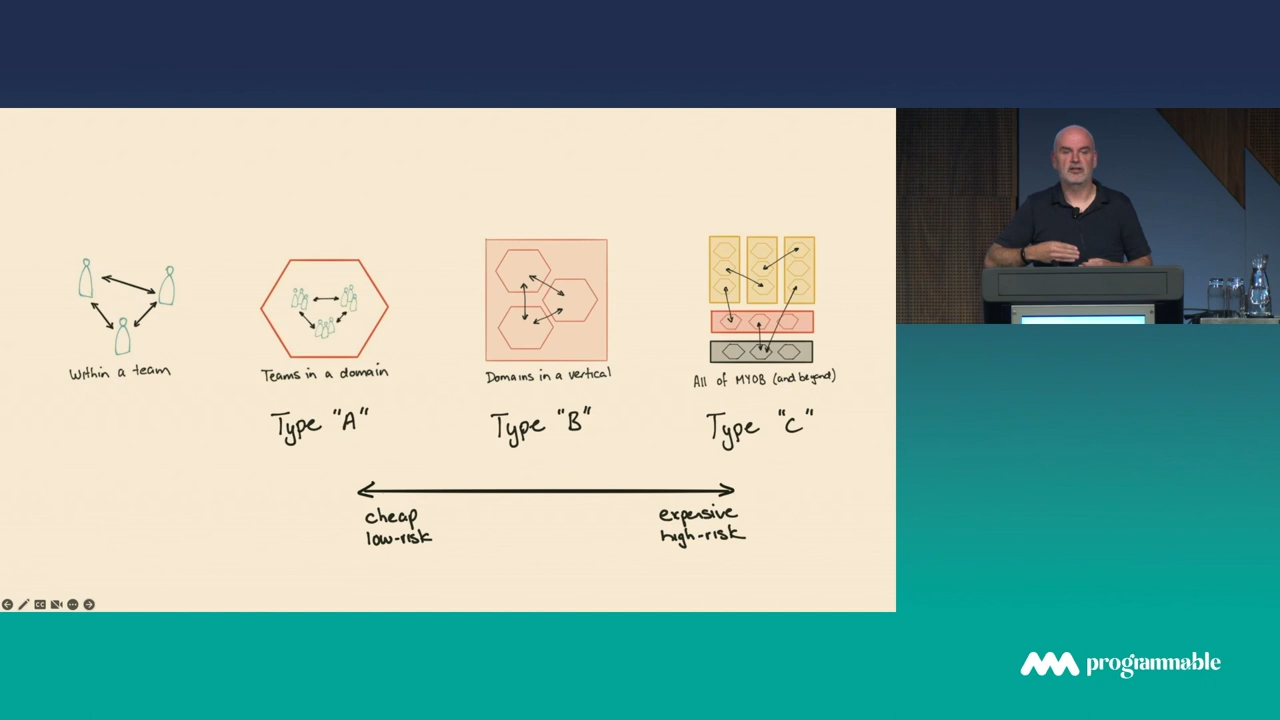 Within a team
Teams in a domain
Domains in a vertical
All of MYOB (and beyond)
Type "A"
Type "B"
Type "C"
cheap
low-risk
expensive
high-risk
programmable